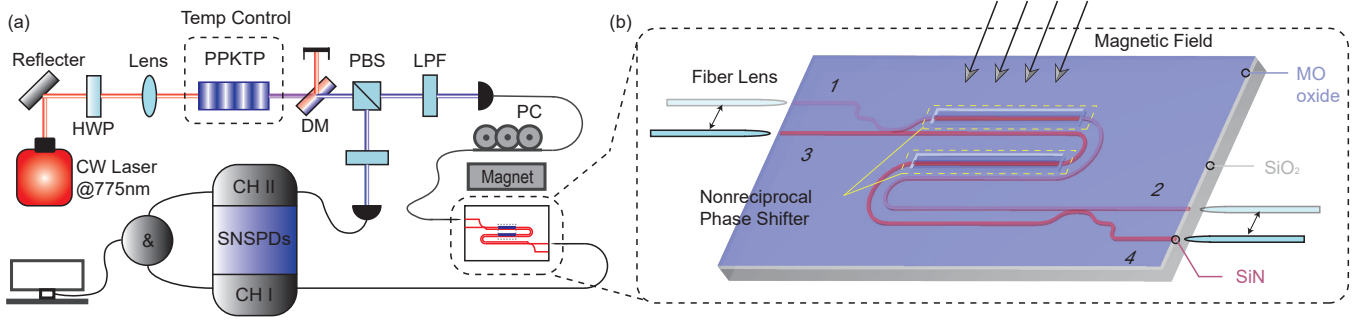 (a)
Temp Control
Reflecter
Lens
PPKTP
PBS
LPF
HWP
DM
PC
CW Laser
@775nm
Magnet
CH II
SNSPDs
&
CH I
(b)
Magnetic Field
Fiber Lens
1
MO
oxide
3
SiO₂
Nonreciprocal
Phase Shifter
2
4
SiN